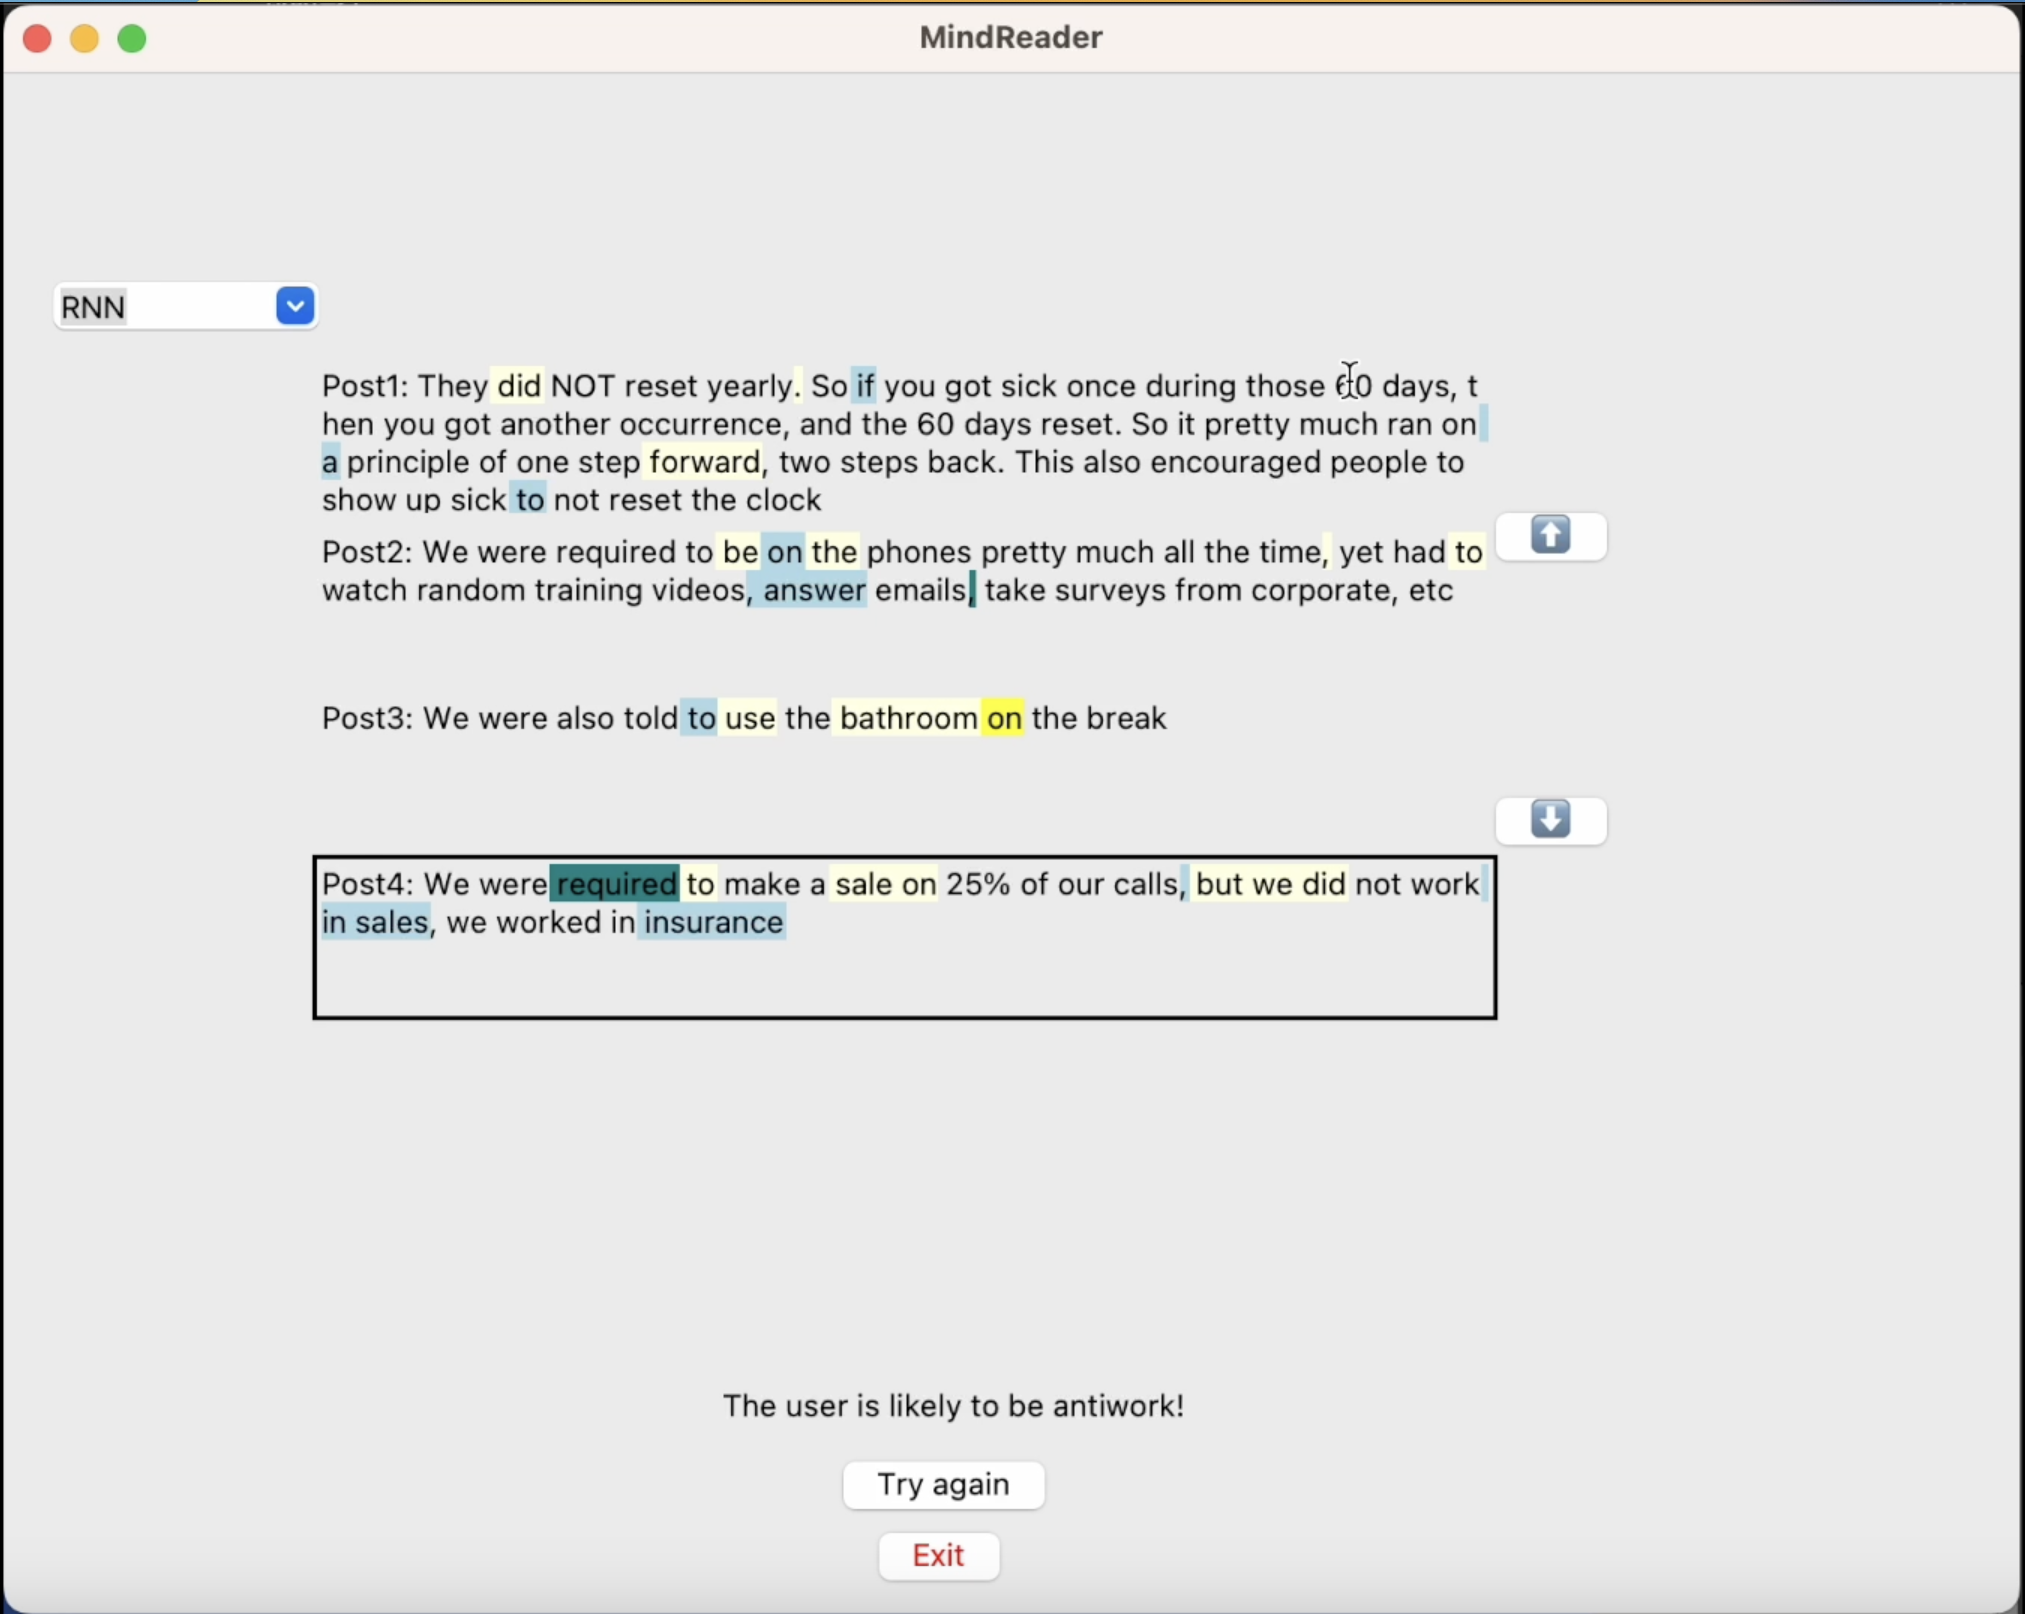 MindReader
RNN
Post1: They did NOT reset yearly. So if you got sick once during those 60 days, t
hen you got another occurrence, and the 60 days reset. So it pretty much ran on
a principle of one step forward, two steps back. This also encouraged people to
show up sick to not reset the clock
Post2: We were required to be on the phones pretty much all the time, yet had to
watch random training videos, answer emails, take surveys from corporate, etc
Post3: We were also told to use the bathroom on the break
Post4: We were required to make a sale on 25% of our calls, but we did not work
in sales, we worked in insurance
The user is likely to be antiwork!
Try again
Exit